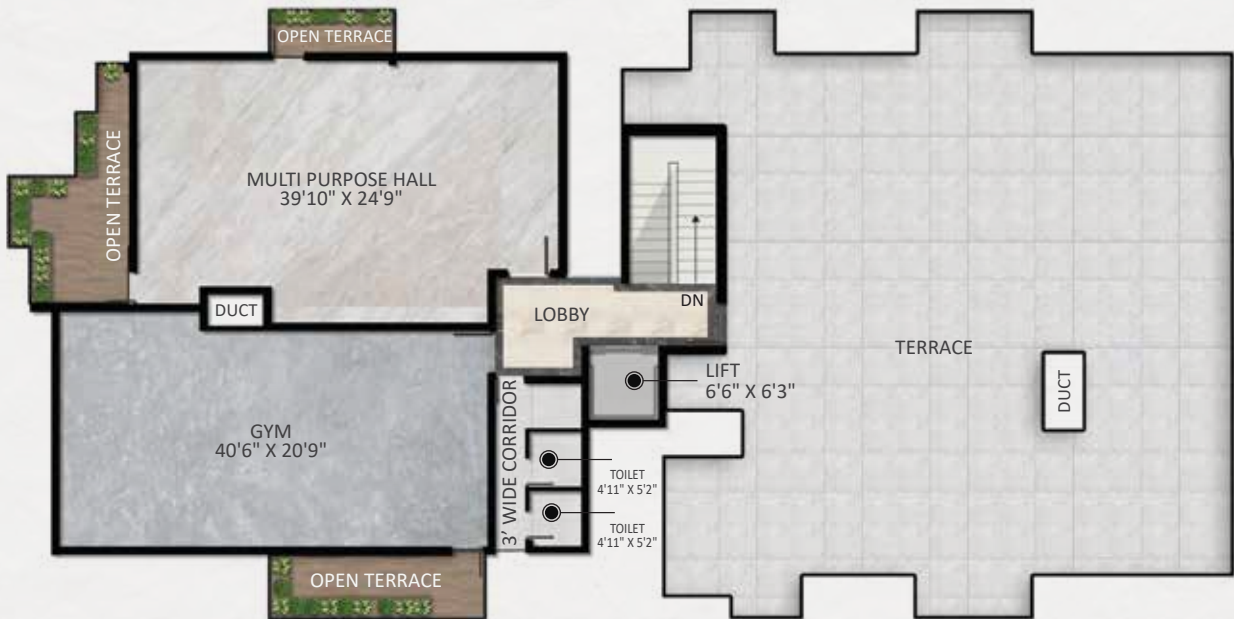 OPEN TERRACE
MULTI PURPOSE HALL
39'10" X 24'9"
OPEN TERRACE
DUCT
LOBBY
DN
TERRACE
LIFT
6'6" X 6'3"
DUCT
GYM
40'6" X 20'9"
3' WIDE CORRIDOR
TOILET
4'11" X 5'2"
TOILET
4'11" X 5'2"
OPEN TERRACE